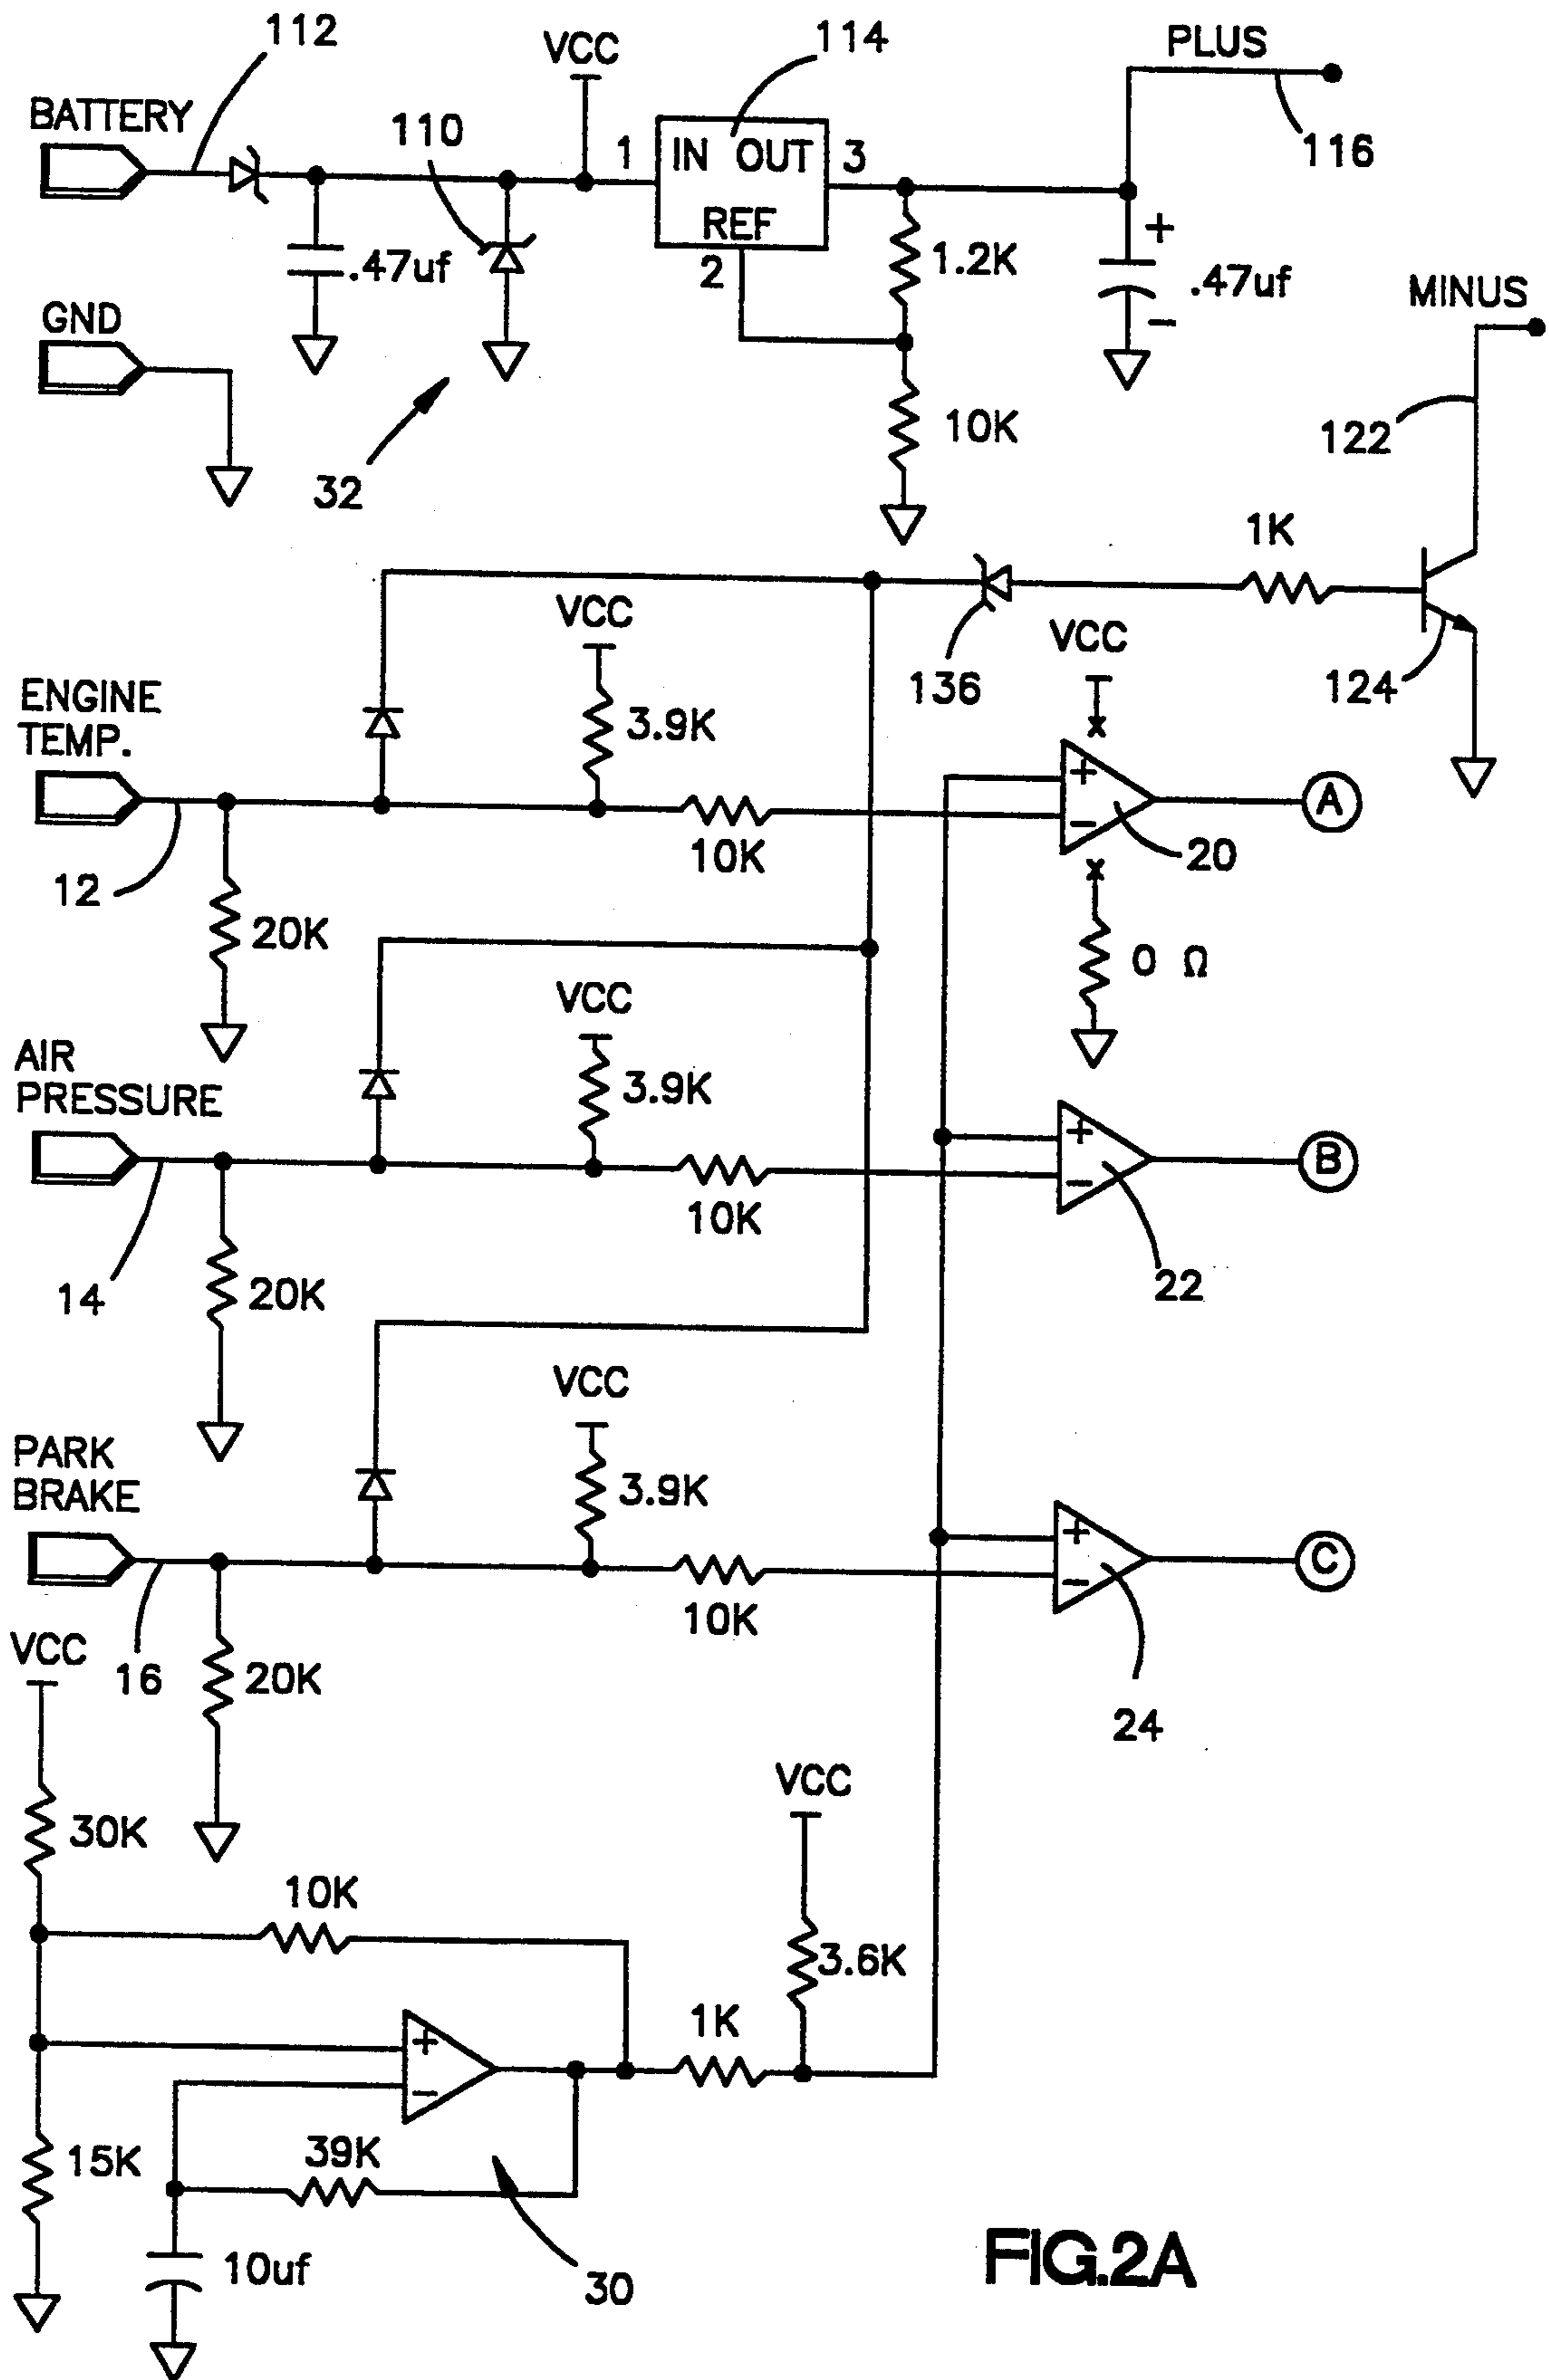 112
VCC
114
PLUS
BATTERY
110
1
IN OUT
3
116
REF
2
.47uf
1.2K
+
.47uf
−
MINUS
GND
32
10K
122
1K
VCC
136
VCC
124
ENGINE
TEMP.
3.9K
+
−
A
12
10K
20
20K
0 Ω
VCC
AIR
PRESSURE
3.9K
+
−
B
14
10K
22
20K
VCC
PARK
BRAKE
3.9K
+
−
C
VCC
16
20K
10K
24
VCC
30K
10K
3.6K
1K
+
−
15K
39K
10uf
30
FIG.2A